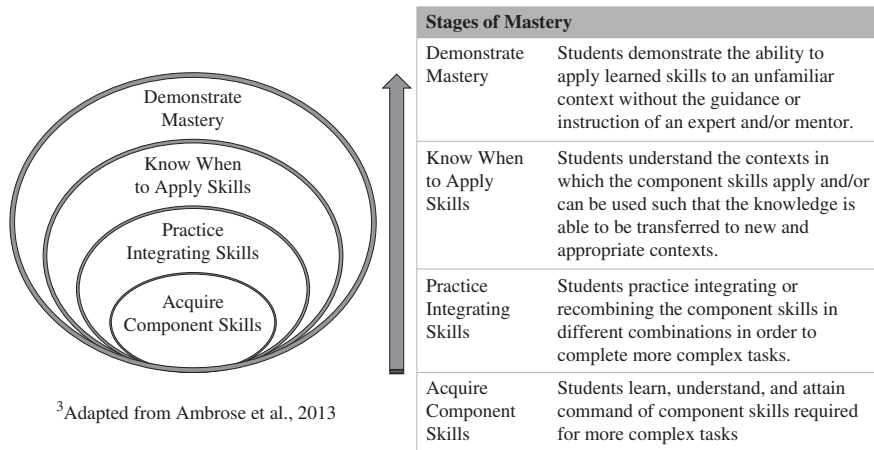 Demonstrate
Mastery
Know When
to Apply Skills
Practice
Integrating Skills
Acquire
Component Skills
3Adapted from Ambrose et al., 2013
Stages of Mastery
Demonstrate
Mastery
Students demonstrate the ability to
apply learned skills to an unfamiliar
context without the guidance or
instruction of an expert and/or mentor.
Know When
to Apply
Skills
Students understand the contexts in
which the component skills apply and/or
can be used such that the knowledge is
able to be transferred to new and
appropriate contexts.
Practice
Integrating
Skills
Students practice integrating or
recombining the component skills in
different combinations in order to
complete more complex tasks.
Acquire
Component
Skills
Students learn, understand, and attain
command of component skills required
for more complex tasks